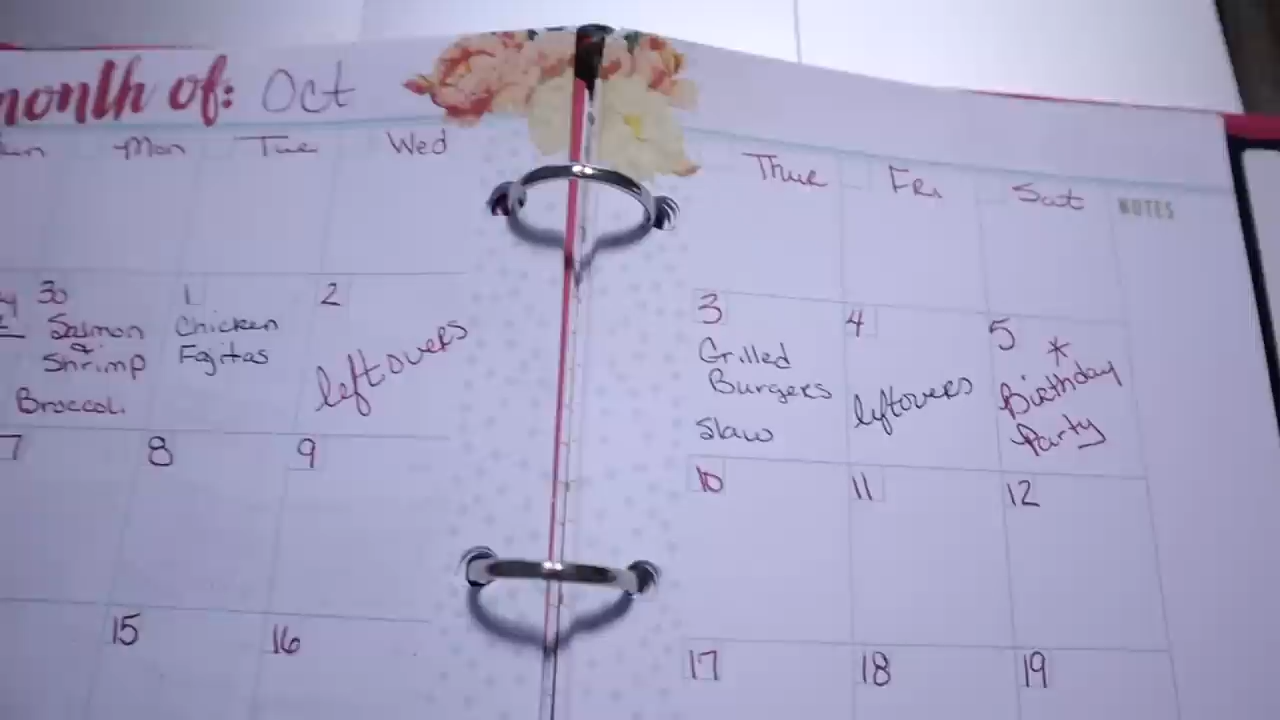 month of: Oct
Sun Mon Tue Wed
Thur Fri Sat NOTES
30
Salmon
&
Shrimp
Broccoli
1
Chicken
Fajitas
2
leftovers
3
Grilled
Burgers
Slaw
4
leftovers
5 *
Birthday
Party
7 8 9
10 11 12
15 16
17 18 19